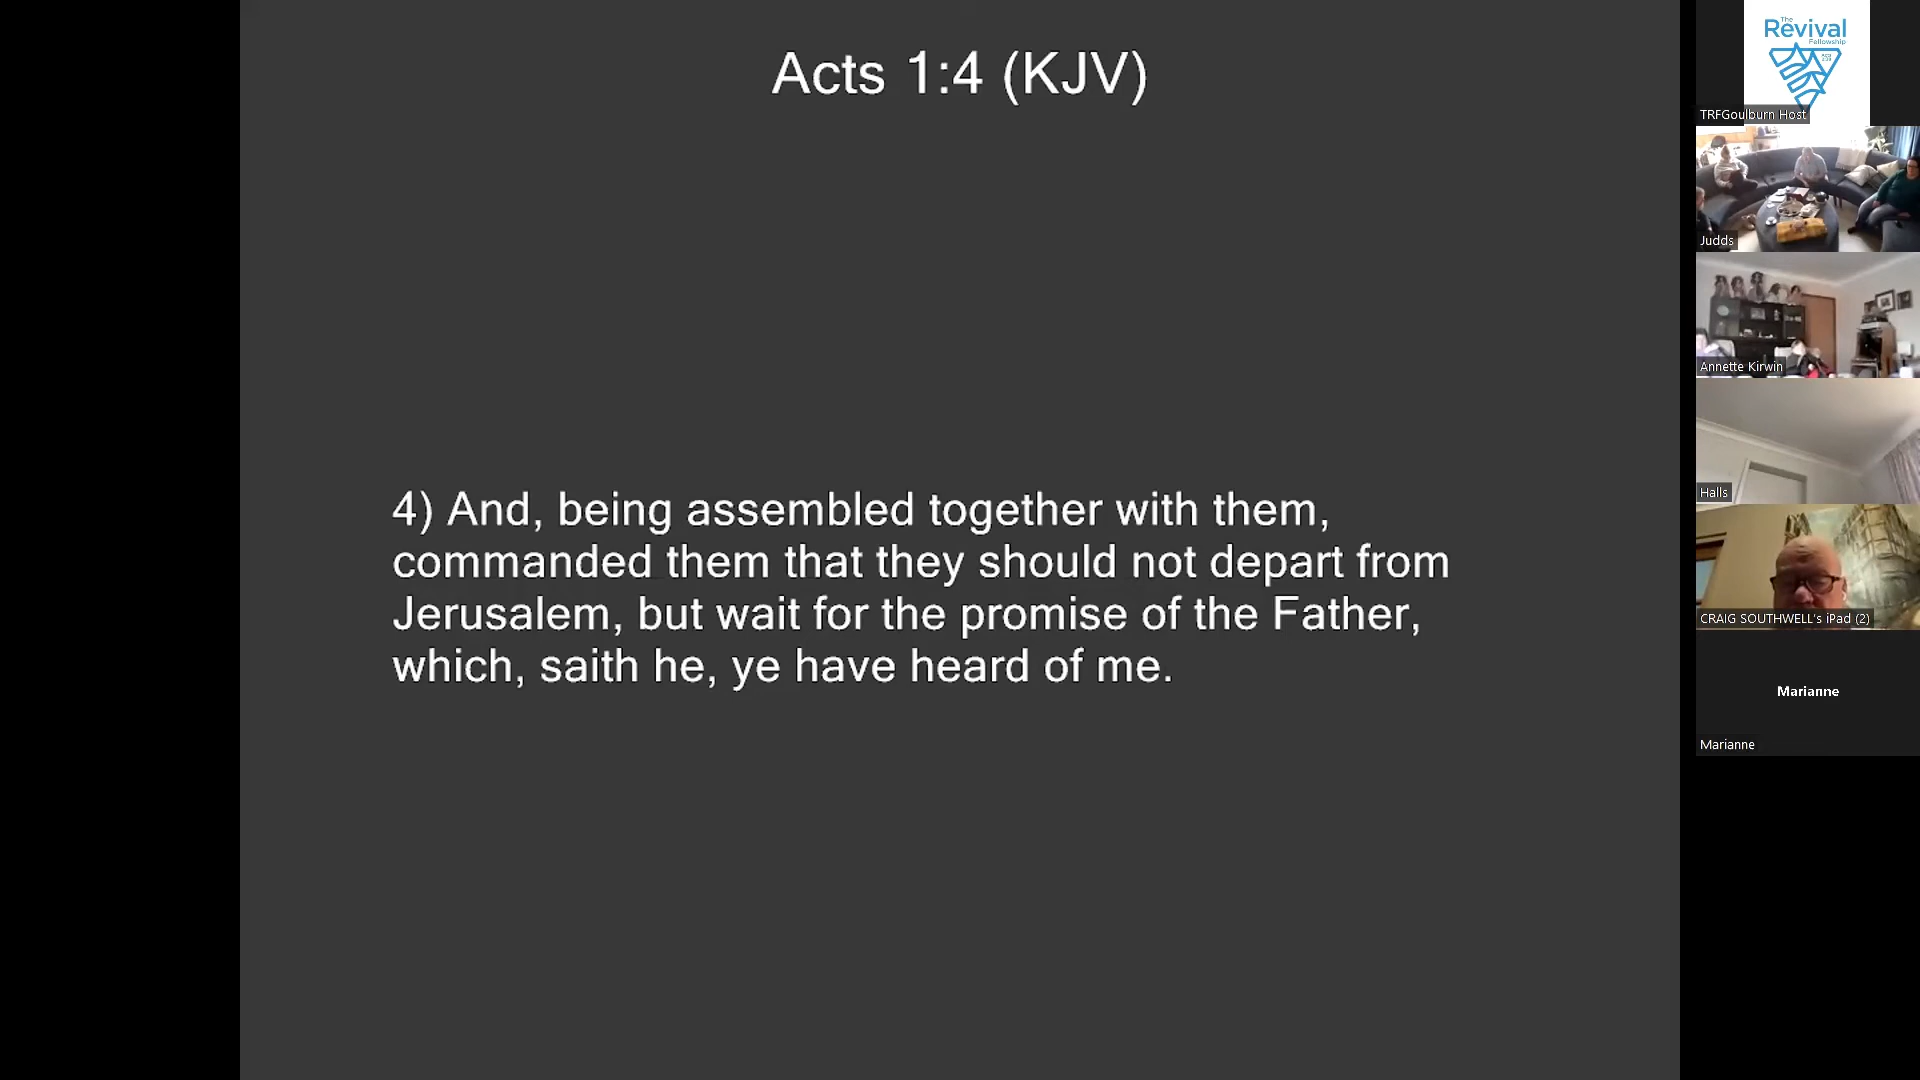 Acts 1:4 (KJV)
4) And, being assembled together with them,
commanded them that they should not depart from
Jerusalem, but wait for the promise of the Father,
which, saith he, ye have heard of me.
The
Revival
Fellowship
TRFGoulburn Host
Judds
Annette Kirwin
Halls
CRAIG SOUTHWELL's iPad (2)
Marianne
Marianne